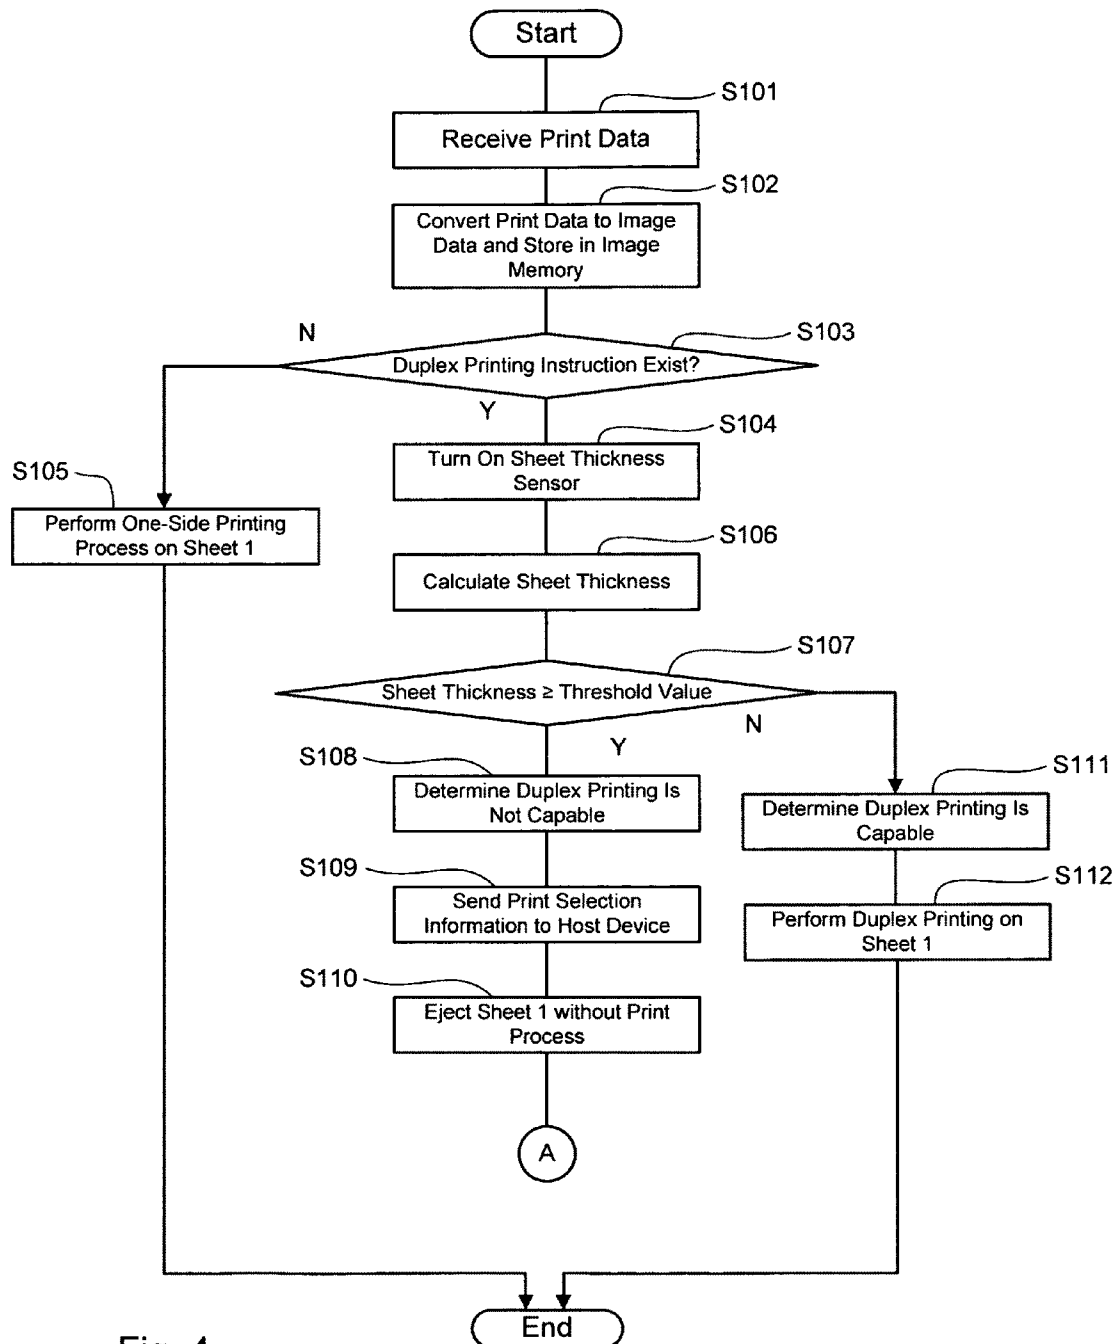 Start
S101
Receive Print Data
S102
Convert Print Data to Image
Data and Store in Image
Memory
N
S103
Duplex Printing Instruction Exist?
Y
S104
Turn On Sheet Thickness
Sensor
S105
Perform One-Side Printing
Process on Sheet 1
S106
Calculate Sheet Thickness
S107
Sheet Thickness ≥ Threshold Value
N
Y
S108
Determine Duplex Printing Is
Not Capable
S111
Determine Duplex Printing Is
Capable
S109
Send Print Selection
Information to Host Device
S112
Perform Duplex Printing on
Sheet 1
S110
Eject Sheet 1 without Print
Process
A
End
Fig. 4